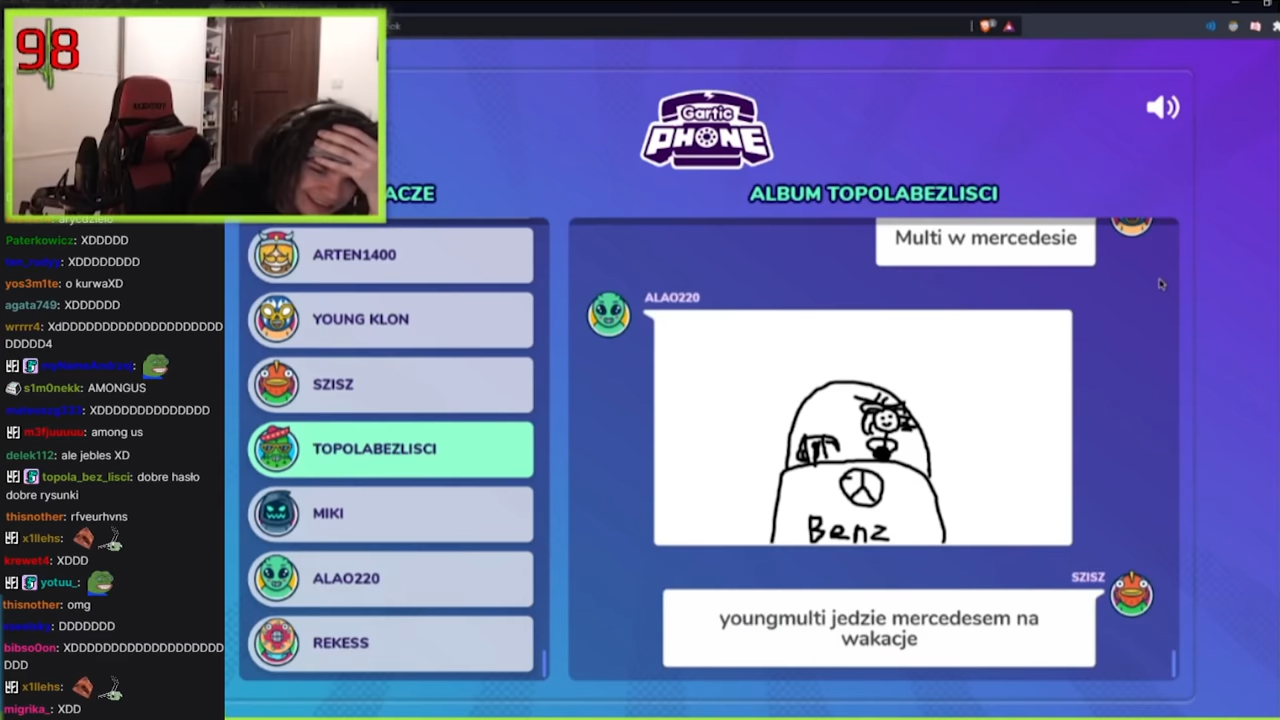 98
Gartic
PHONE
ACZE
ALBUM TOPOLABEZLISCI
ARTEN1400
YOUNG KLON
SZISZ
TOPOLABEZLISCI
MIKI
ALAO220
REKESS
Multi w mercedesie
ALAO220
Benz
SZISZ
youngmulti jedzie mercedesem na
wakacje
Paterkowicz: XDDDDD
XDDDDDDDD
yos3m1te: o kurwaXD
agata749: XDDDDDD
wrrrr4: XdDDDDDDDDDDDDDDDDDDDD
DDDDD4
s1m0nekk: AMONGUS
XDDDDDDDDDDDDDD
m3fjuuuuu: among us
delek112: ale jebles XD
topola_bez_lisci: dobre hasło
dobre rysunki
thisnother: rfveurhvns
x1llehs:
krewet4: XDDD
yotuu_:
thisnother: omg
DDDDDDD
bibso0on: XDDDDDDDDDDDDDDDDDDD
DDD
x1llehs:
migrika_: XDD